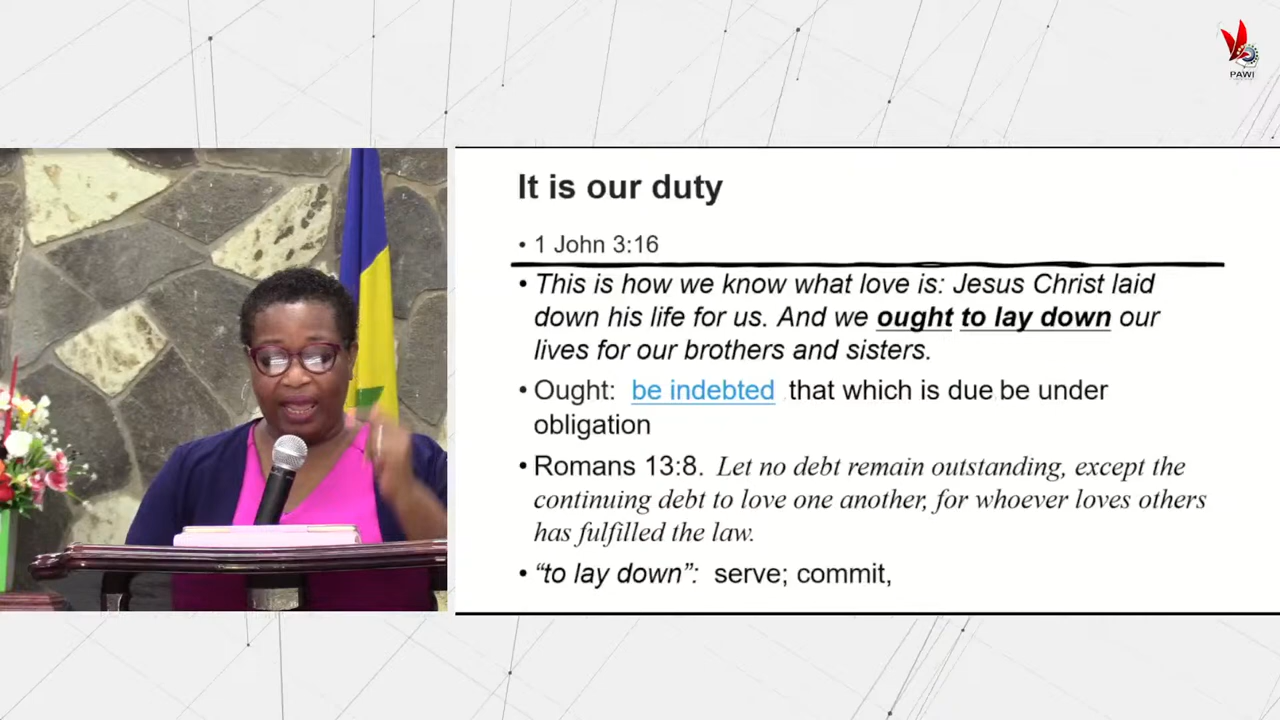 PAWI
It is our duty
• 1 John 3:16
• This is how we know what love is: Jesus Christ laid
down his life for us. And we ought to lay down our
lives for our brothers and sisters.
• Ought: be indebted that which is due be under
obligation
• Romans 13:8. Let no debt remain outstanding, except the
continuing debt to love one another, for whoever loves others
has fulfilled the law.
• “to lay down”: serve; commit,